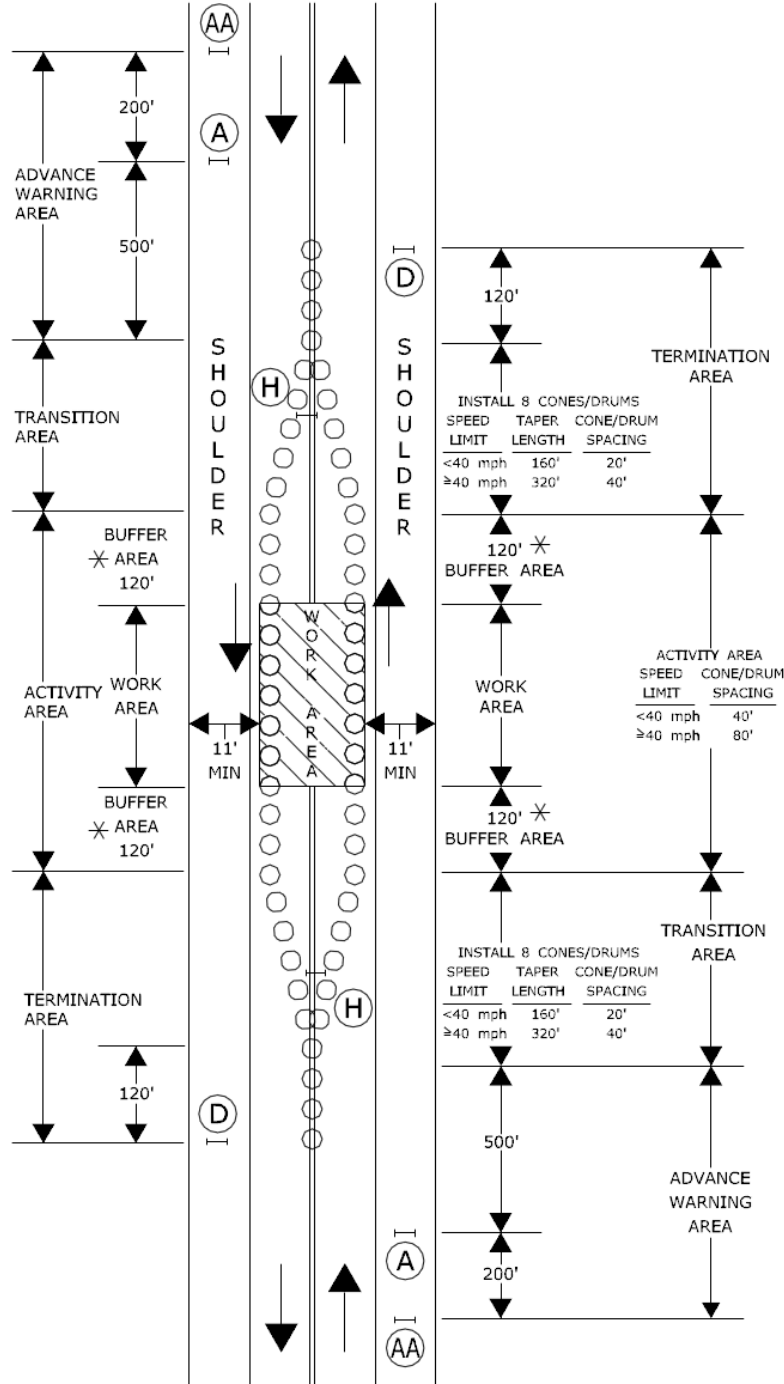 AA
200'
A
ADVANCE
WARNING
AREA
500'
D
120'
TERMINATION
AREA
SHOULDER
SHOULDER
H
TRANSITION
AREA
INSTALL 8 CONES/DRUMS
SPEED TAPER CONE/DRUM
LIMIT LENGTH SPACING
<40 mph 160' 20'
≥40 mph 320' 40'
BUFFER
* AREA
120'
120' *
BUFFER AREA
WORK AREA
ACTIVITY
AREA
WORK
AREA
WORK
AREA
ACTIVITY AREA
SPEED CONE/DRUM
LIMIT SPACING
<40 mph 40'
≥40 mph 80'
11'
MIN
11'
MIN
BUFFER
* AREA
120'
120' *
BUFFER AREA
TRANSITION
AREA
INSTALL 8 CONES/DRUMS
SPEED TAPER CONE/DRUM
LIMIT LENGTH SPACING
<40 mph 160' 20'
≥40 mph 320' 40'
TERMINATION
AREA
H
120'
D
500'
ADVANCE
WARNING
AREA
A
200'
AA